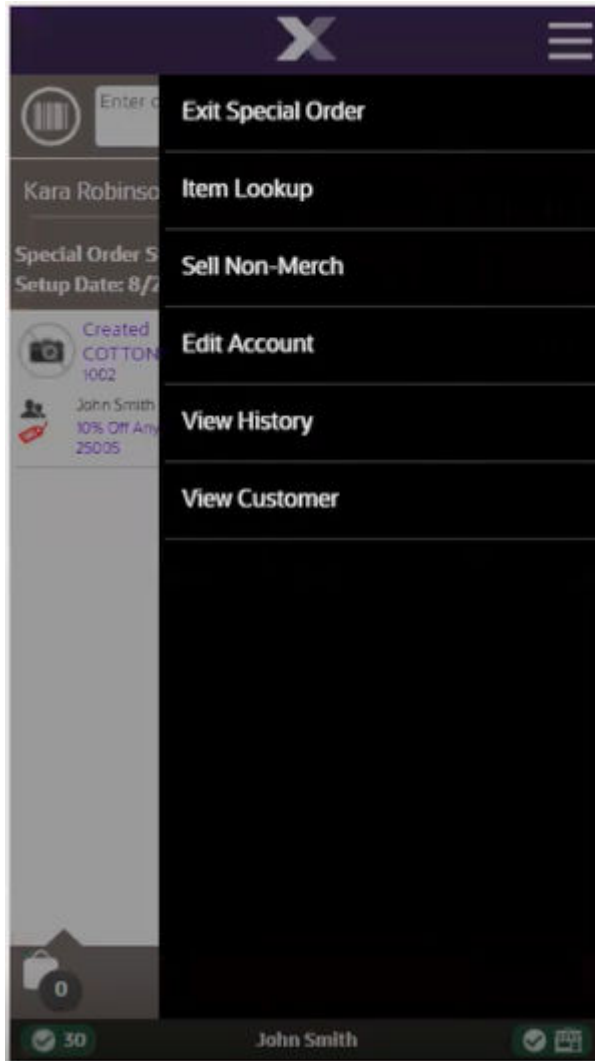 Enter
Exit Special Order
Kara Robinso
Item Lookup
Special Order S
Setup Date: 8/2
Sell Non-Merch
Created
COTTON
1002
Edit Account
John Smith
10% Off Any
25005
View History
View Customer
0
30
John Smith